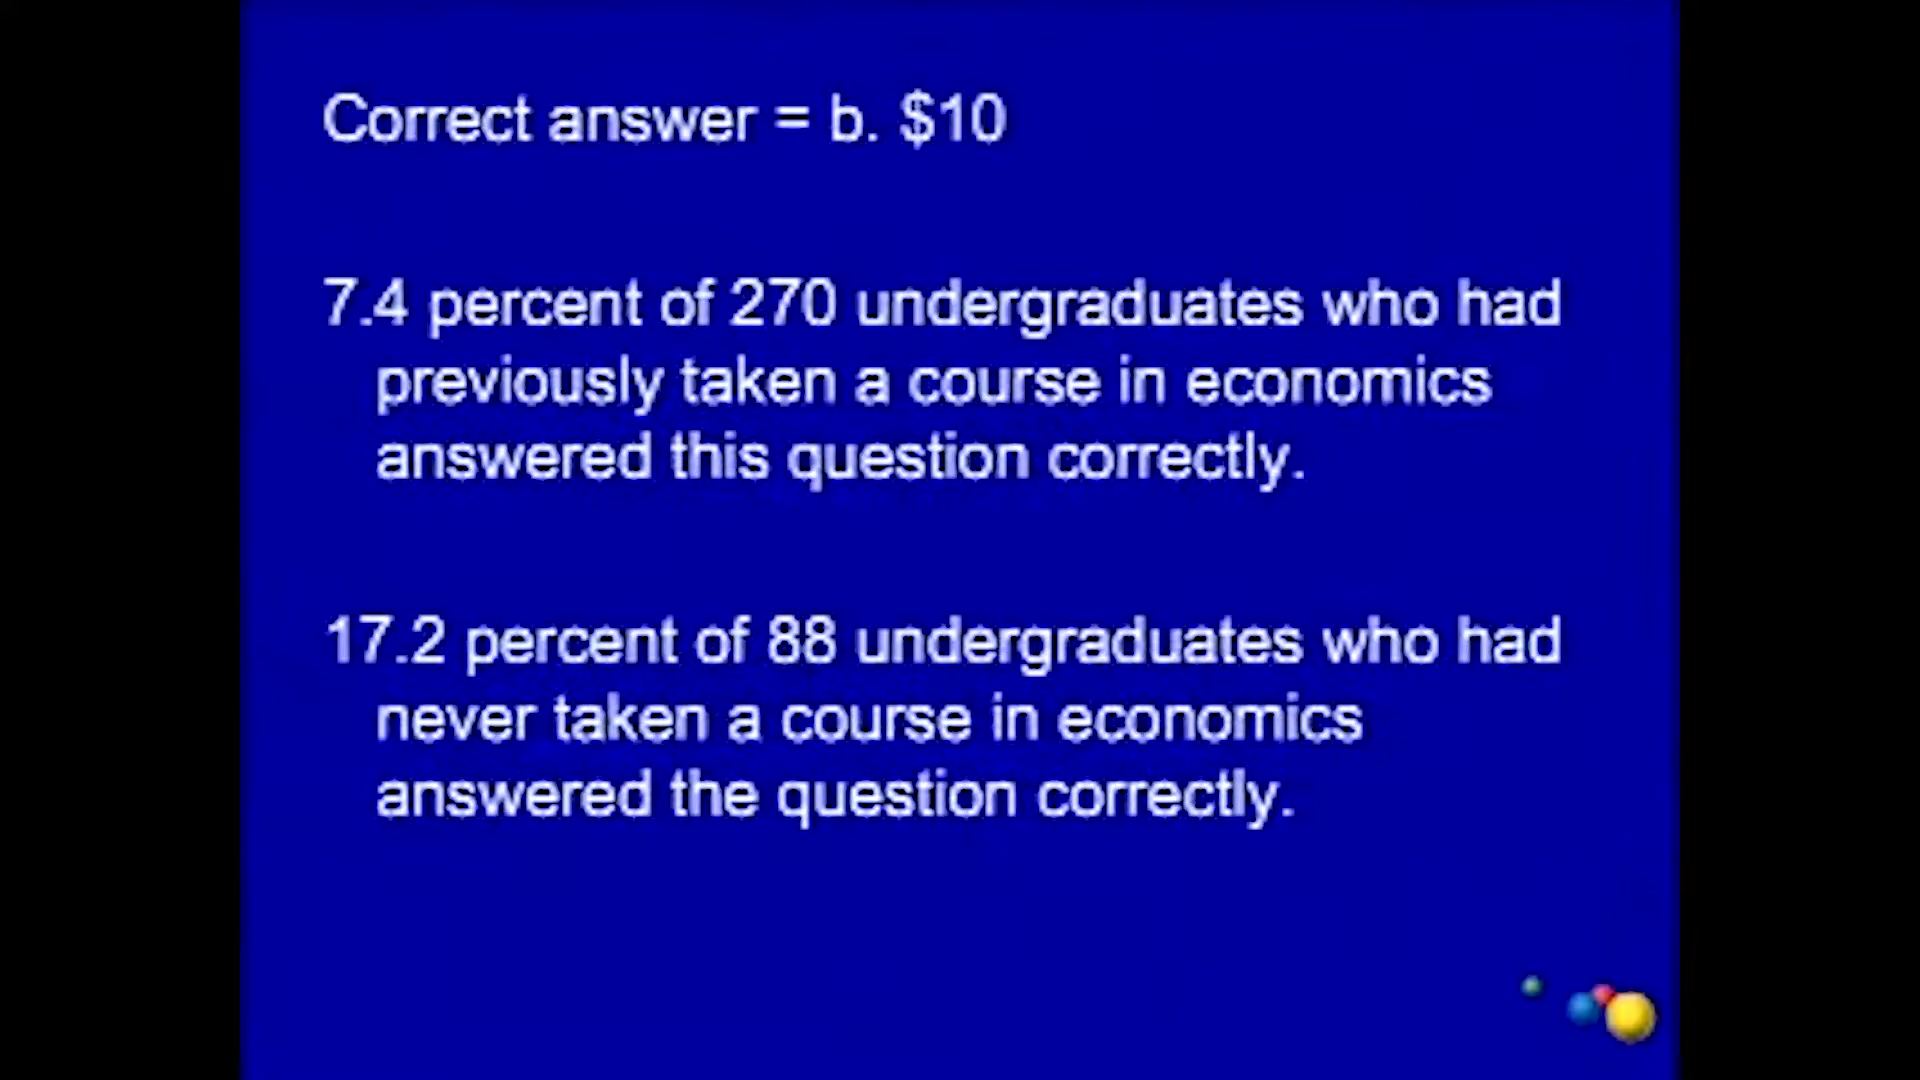 Correct answer = b. $10
7.4 percent of 270 undergraduates who had
previously taken a course in economics
answered this question correctly.
17.2 percent of 88 undergraduates who had
never taken a course in economics
answered the question correctly.